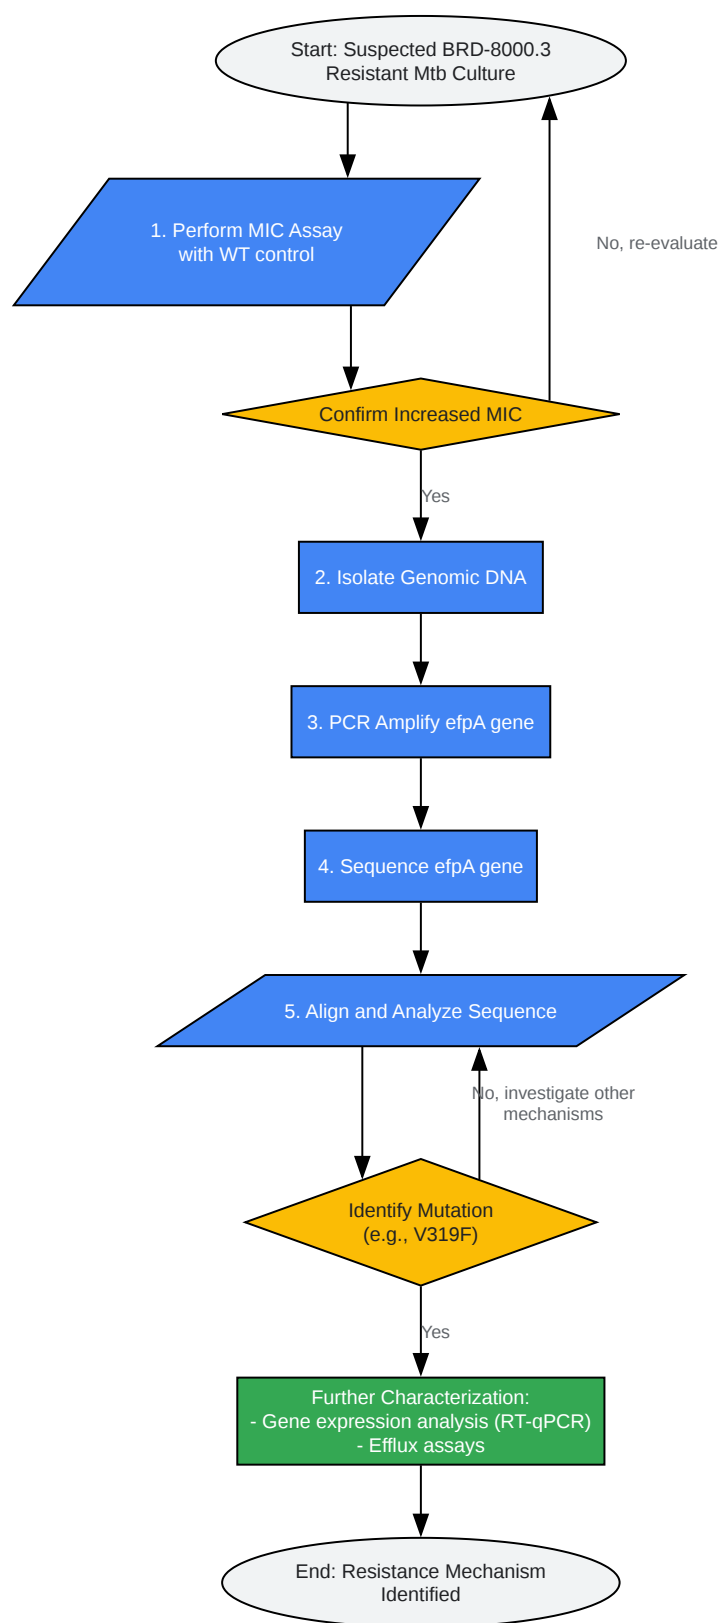 Start: Suspected BRD-8000.3
Resistant Mtb Culture
1. Perform MIC Assay
with WT control
No, re-evaluate
Confirm Increased MIC
Yes
2. Isolate Genomic DNA
3. PCR Amplify efpA gene
4. Sequence efpA gene
5. Align and Analyze Sequence
No, investigate other
mechanisms
Identify Mutation
(e.g., V319F)
Yes
Further Characterization:
- Gene expression analysis (RT-qPCR)
- Efflux assays
End: Resistance Mechanism
Identified